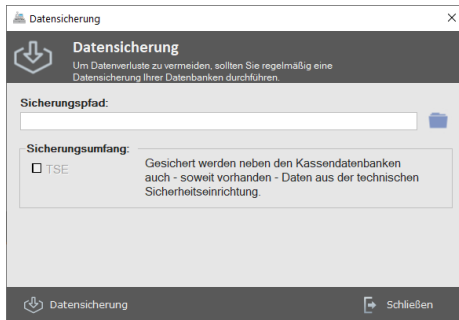 Datensicherung
Datensicherung
Um Datenverluste zu vermeiden, sollten Sie regelmäßig eine
Datensicherung Ihrer Datenbanken durchführen.
Sicherungspfad:
Sicherungsumfang:
TSE
Gesichert werden neben den Kassendatenbanken
auch - soweit vorhanden - Daten aus der technischen
Sicherheitseinrichtung.
Datensicherung
Schließen